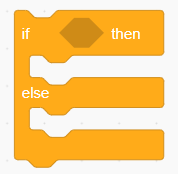 if then
else